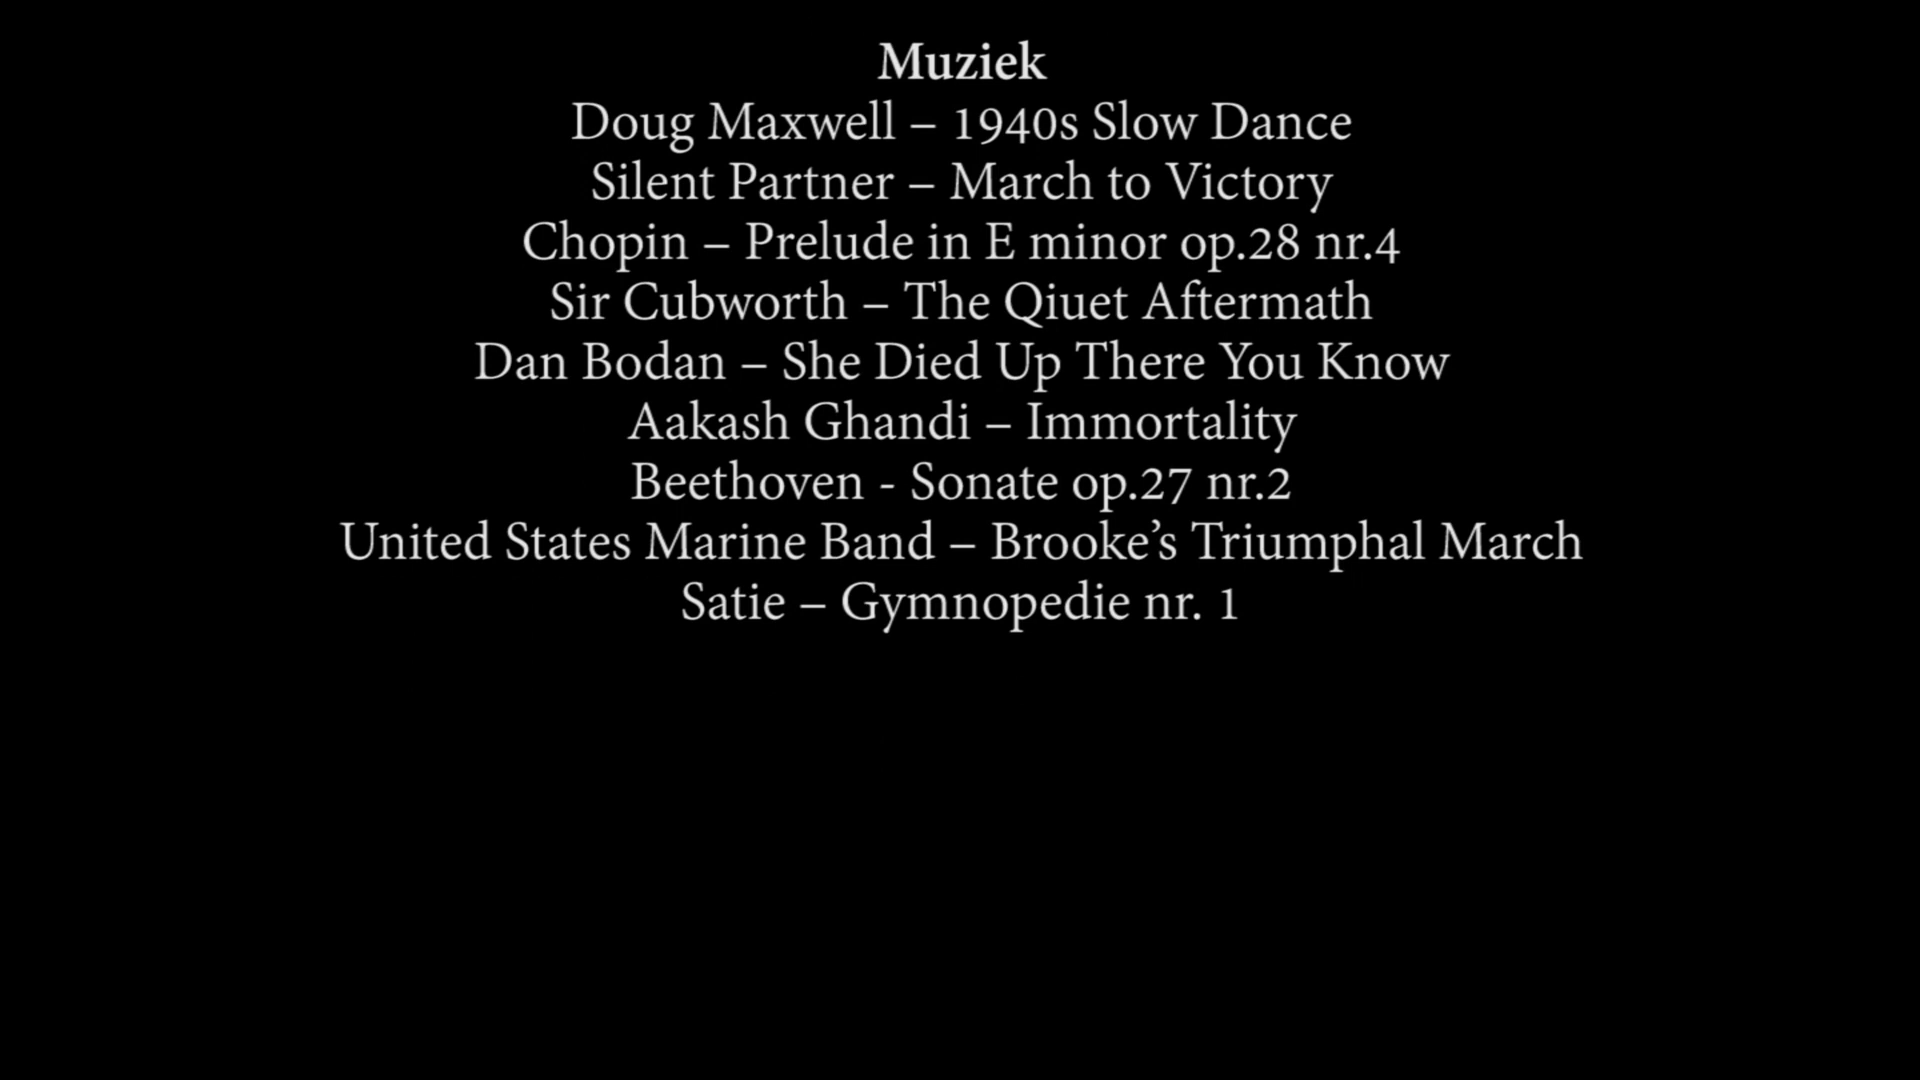 Muziek
Doug Maxwell – 1940s Slow Dance
Silent Partner – March to Victory
Chopin – Prelude in E minor op.28 nr.4
Sir Cubworth – The Qiuet Aftermath
Dan Bodan – She Died Up There You Know
Aakash Ghandi – Immortality
Beethoven - Sonate op.27 nr.2
United States Marine Band – Brooke’s Triumphal March
Satie – Gymnopedie nr. 1